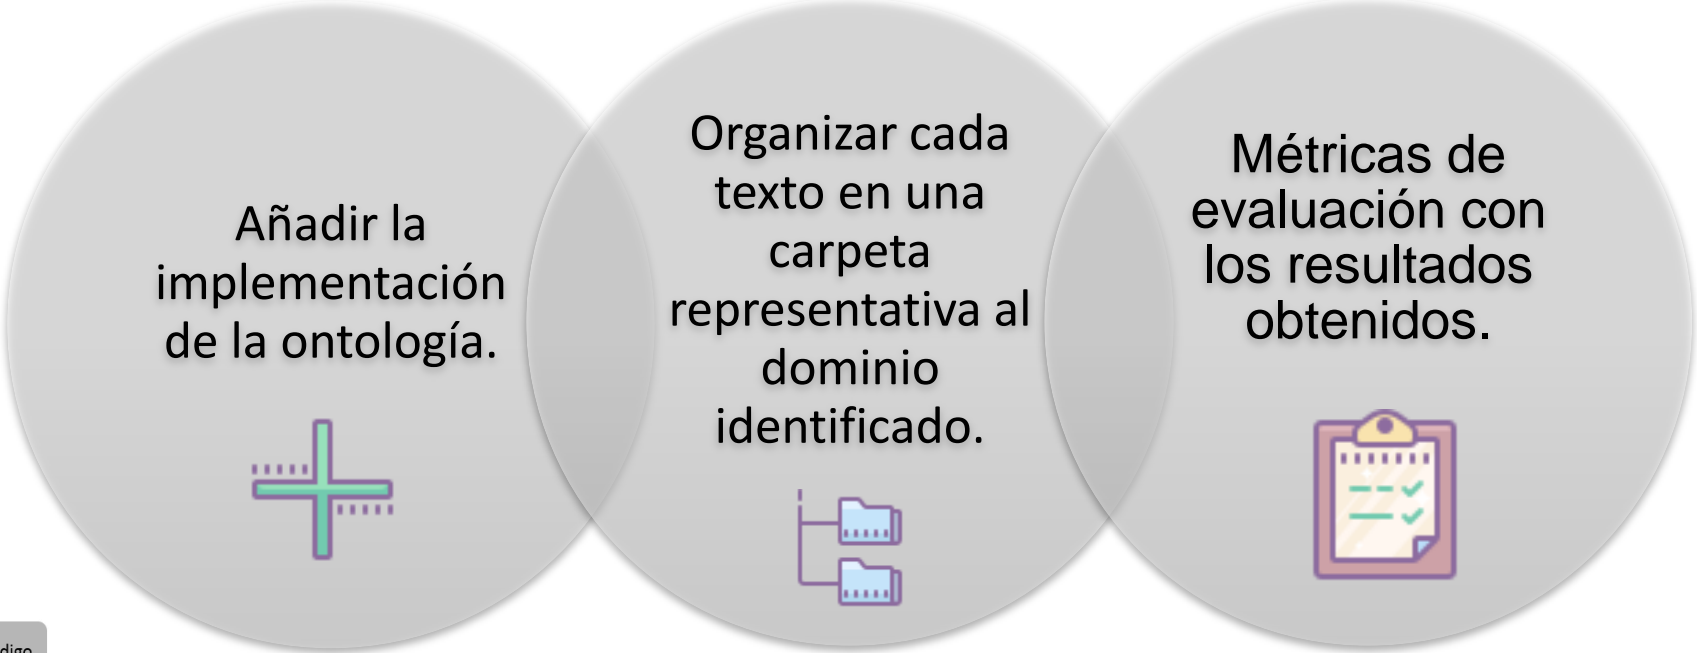 Añadir la
implementación
de la ontología.
Organizar cada
texto en una
carpeta
representativa al
dominio
identificado.
Métricas de
evaluación con
los resultados
obtenidos.